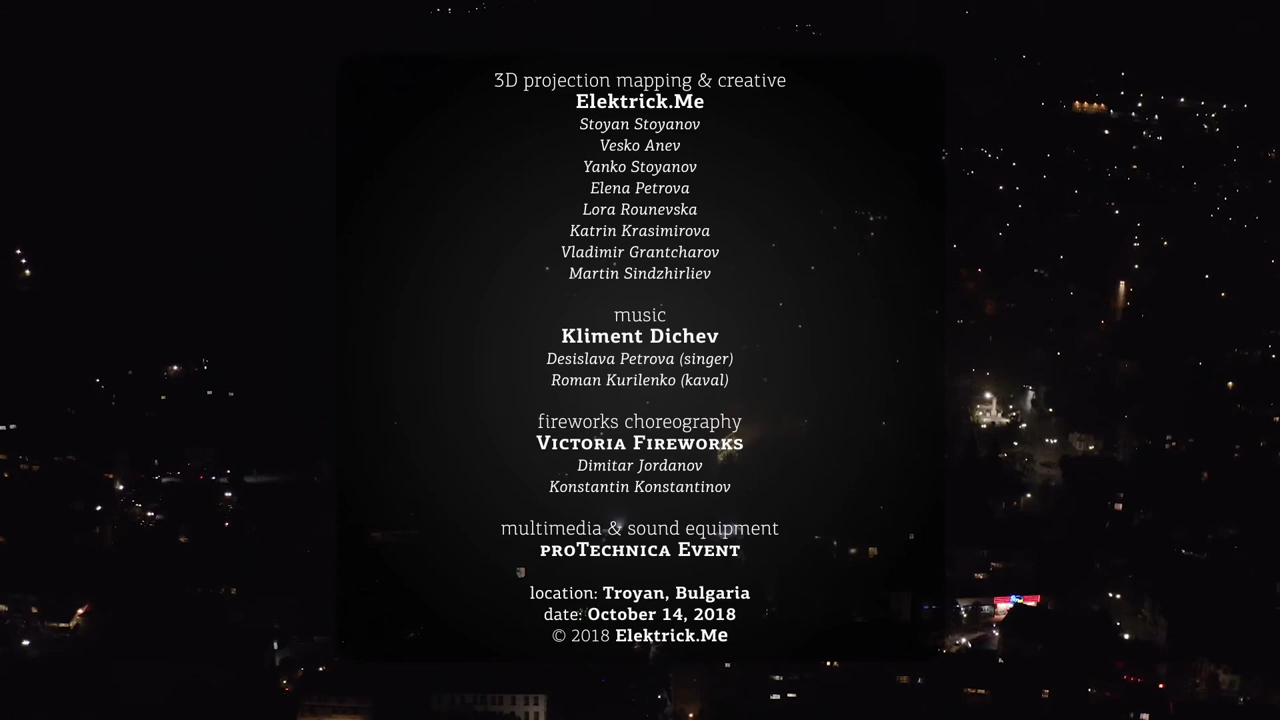 3D projection mapping & creative
Elektrick.Me
Stoyan Stoyanov
Vesko Anev
Yanko Stoyanov
Elena Petrova
Lora Rounevska
Katrin Krasimirova
Vladimir Grantcharov
Martin Sindzhirliev
music
Kliment Dichev
Desislava Petrova (singer)
Roman Kurilenko (kaval)
fireworks choreography
Victoria Fireworks
Dimitar Jordanov
Konstantin Konstantinov
multimedia & sound equipment
proTechnica Event
location: Troyan, Bulgaria
date: October 14, 2018
© 2018 Elektrick.Me